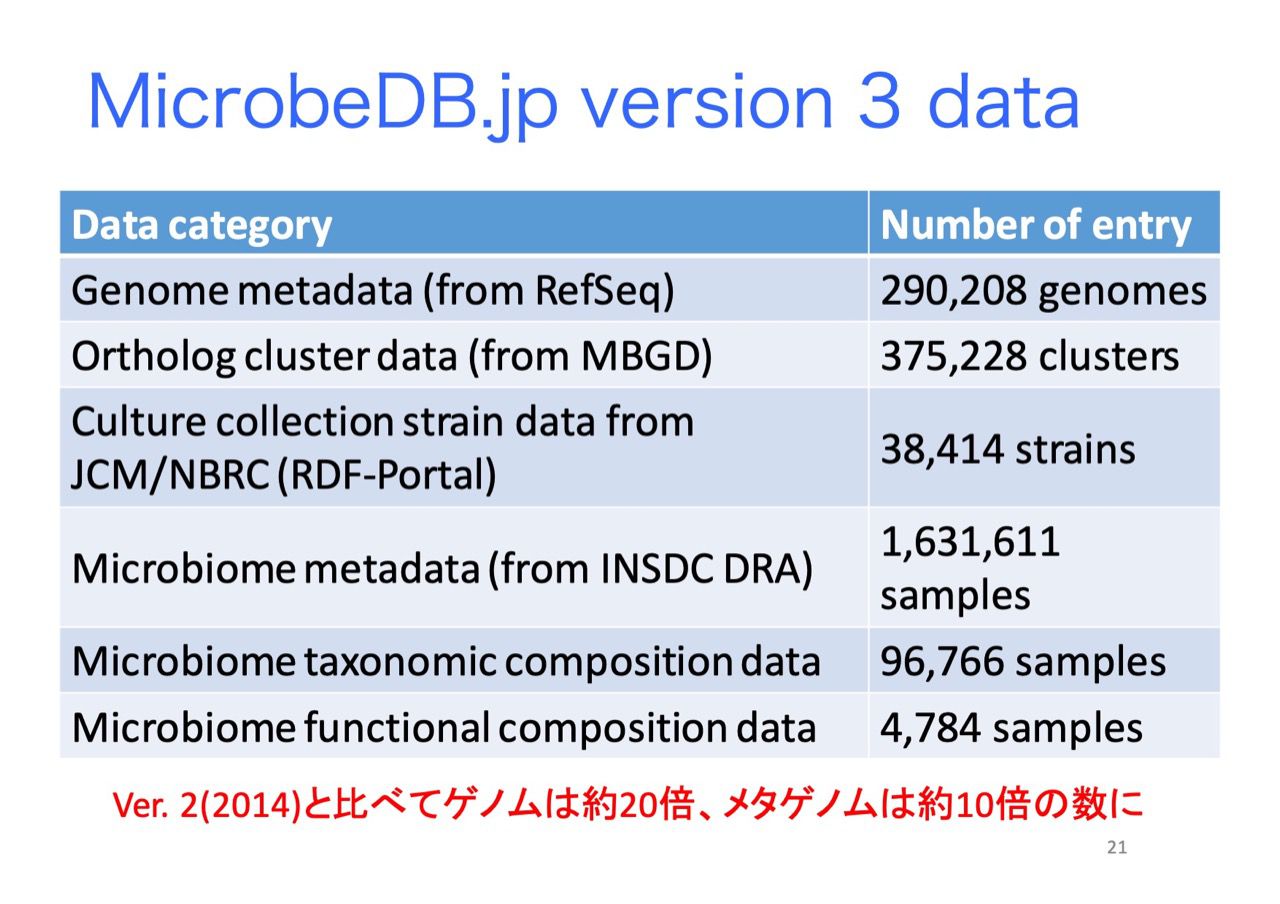 MicrobeDB.jp version 3 data
Data category
Number of entry
Genome metadata (from RefSeq)
290,208 genomes
Ortholog cluster data (from MBGD)
375,228 clusters
Culture collection strain data from
JCM/NBRC (RDF-Portal)
38,414 strains
Microbiome metadata (from INSDC DRA)
1,631,611
samples
Microbiome taxonomic composition data
96,766 samples
Microbiome functional composition data
4,784 samples
Ver. 2(2014)と比べてゲノムは約20倍、メタゲノムは約10倍の数に
21